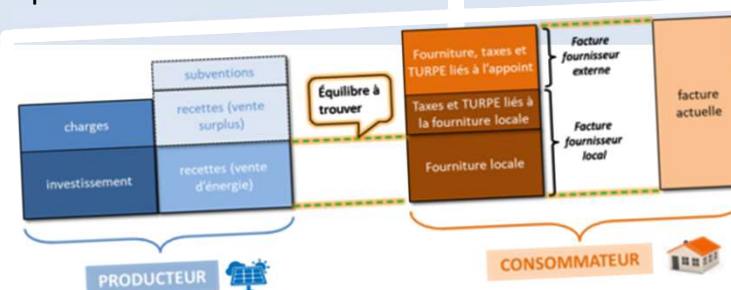 subventions
charges
recettes (vente
surplus)
investissement
recettes (vente
d'énergie)
PRODUCTEUR
Équilibre à
trouver
Fourniture, taxes et
TURPE liés à l'appoint
Taxes et TURPE liés à
la fourniture locale
Fourniture locale
Facture
fournisseur
externe
Facture
fournisseur
local
facture
actuelle
CONSOMMATEUR